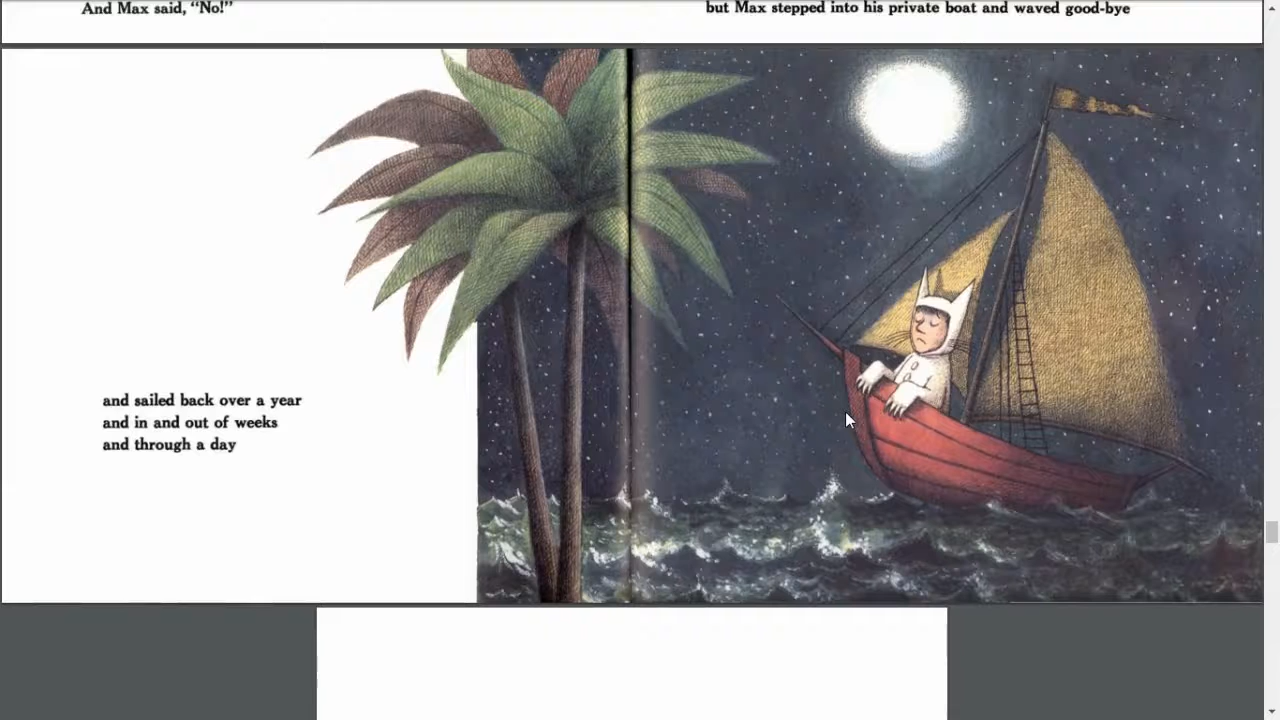 And Max said, “No!”
but Max stepped into his private boat and waved good-bye
and sailed back over a year
and in and out of weeks
and through a day